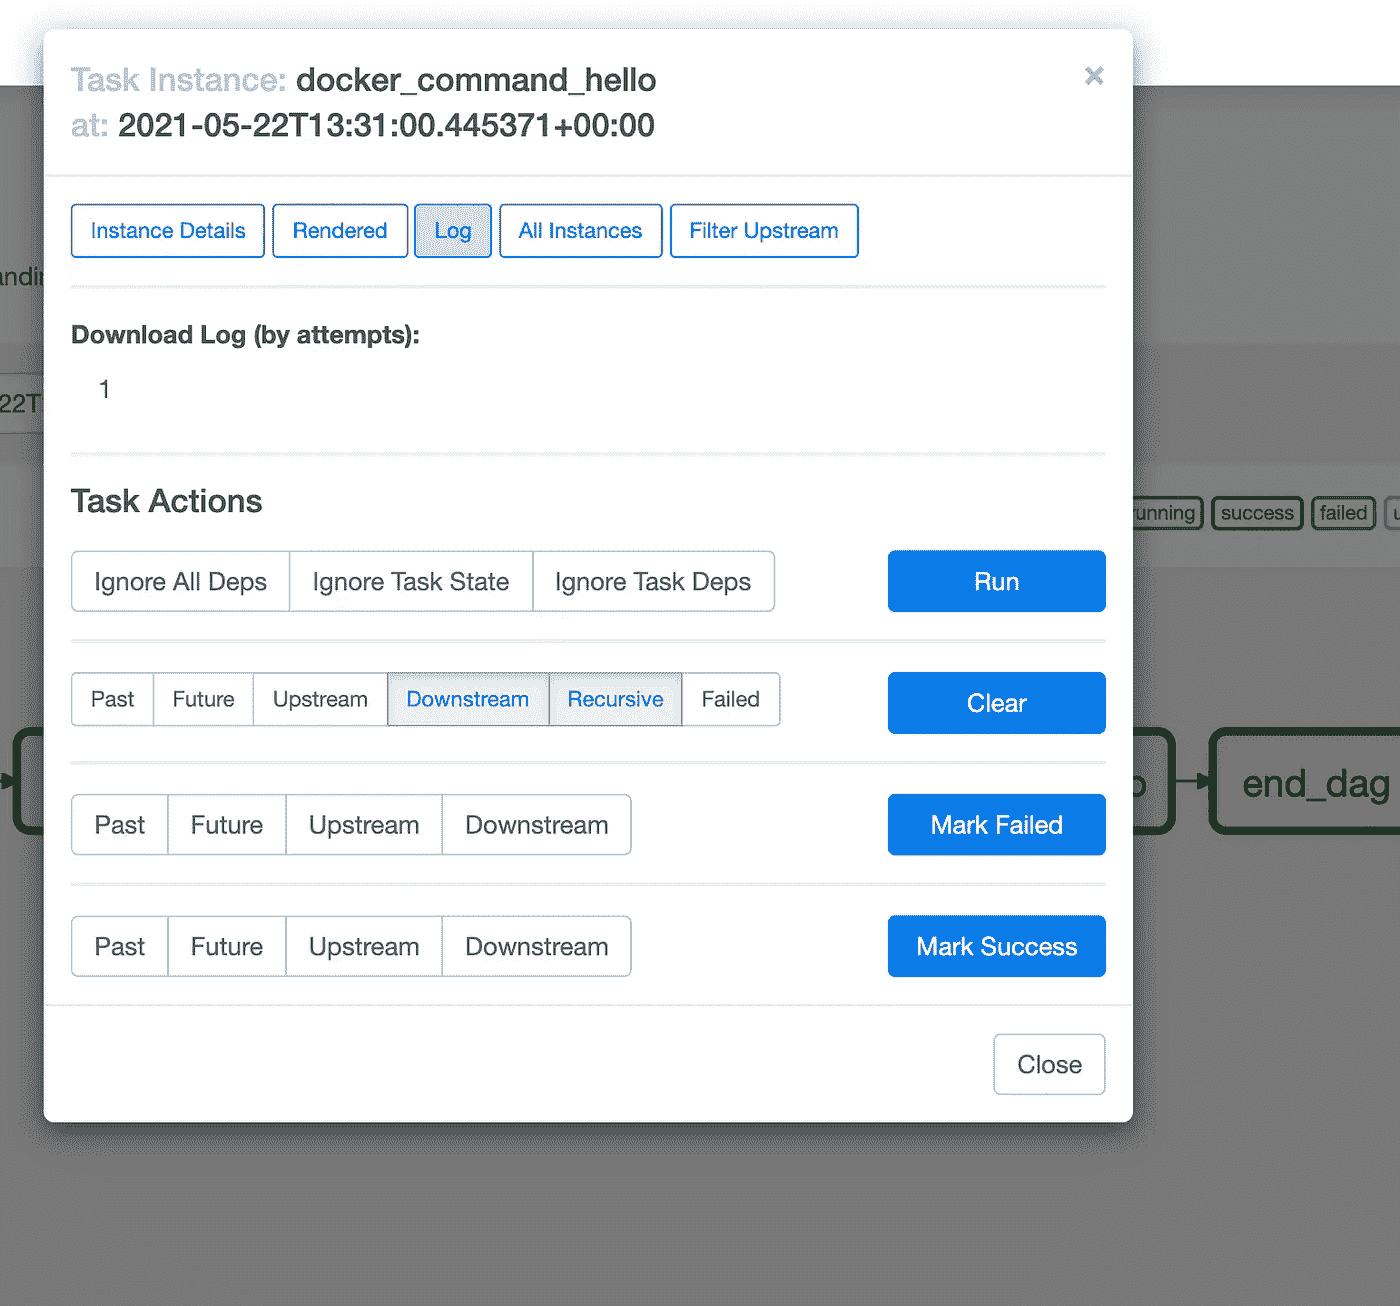 Task Instance: docker_command_hello
at: 2021-05-22T13:31:00.445371+00:00
×
Instance Details Rendered Log All Instances Filter Upstream
Download Log (by attempts):
1
22T
Task Actions
success failed
Ignore All Deps Ignore Task State Ignore Task Deps Run
Past Future Upstream Downstream Recursive Failed Clear
end_dag
Past Future Upstream Downstream Mark Failed
Past Future Upstream Downstream Mark Success
Close